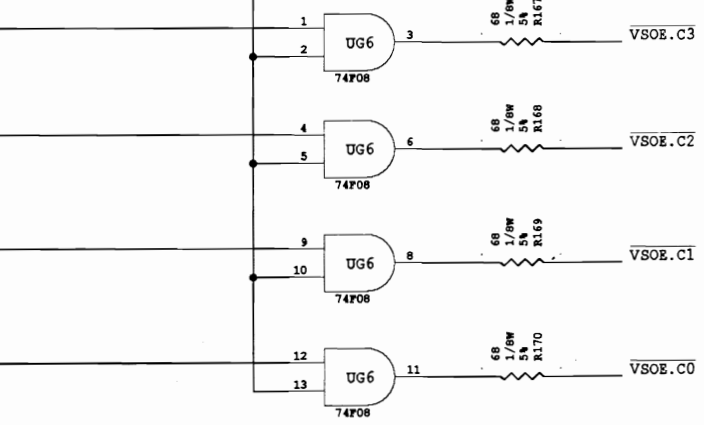 68
1/8W
5%
R167
1
2
UG6
3
74F08
VSOE.C3
68
1/8W
5%
R168
4
5
UG6
6
74F08
VSOE.C2
68
1/8W
5%
R169
9
10
UG6
8
74F08
VSOE.C1
68
1/8W
5%
R170
12
13
UG6
11
74F08
VSOE.C0